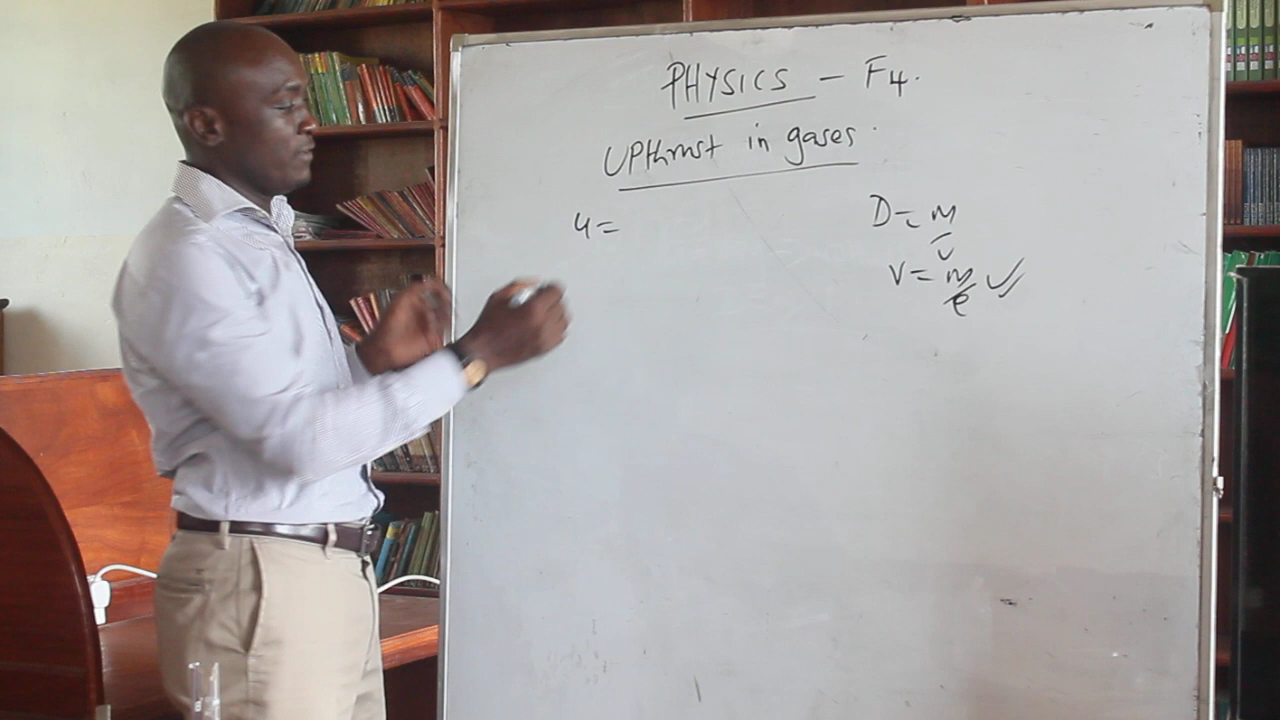 PHYSICS - F4.
UPthrust in gases.
u =
D = m
v
V = m/ρ